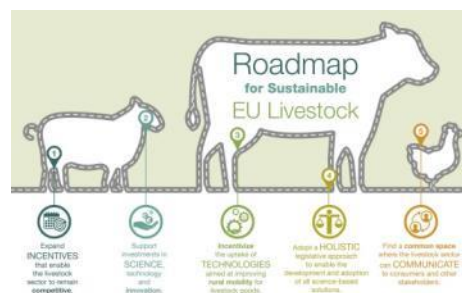 Roadmap
for Sustainable
EU Livestock
1
2
3
4
5
Expand
INCENTIVES
that enable
the livestock
sector to remain
competitive.
Support
investments in
SCIENCE,
technology
and
innovation.
Incentivise
the uptake of
TECHNOLOGIES
aimed at improving
rural mobility for
livestock goods.
Adopt a HOLISTIC
legislative approach
to enable the
development and adoption
of all science-based
solutions.
Find a common space
where the livestock sector
can COMMUNICATE
to consumers and other
stakeholders.